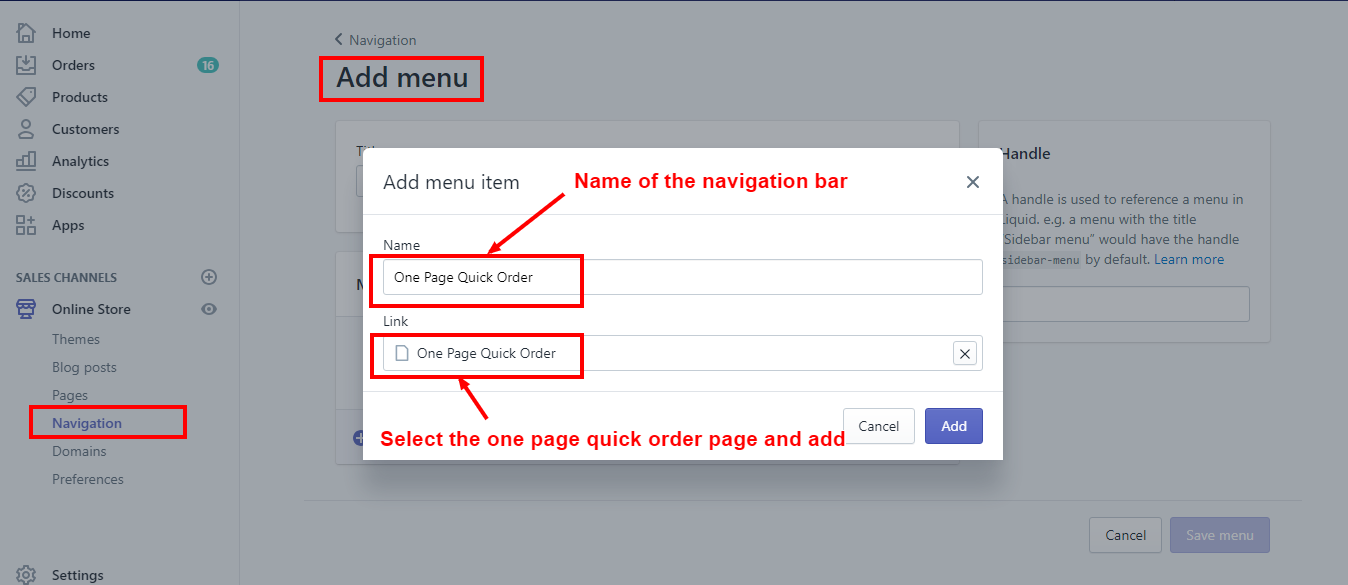 Home
Orders 16
Products
Customers
Analytics
Discounts
Apps
SALES CHANNELS
Online Store
Themes
Blog posts
Pages
Navigation
Domains
Preferences
Settings
Navigation
Add menu
Add menu item
Name of the navigation bar
Name
One Page Quick Order
Link
One Page Quick Order
Select the one page quick order page and add
Cancel
Add
Handle
A handle is used to reference a menu in
Liquid. e.g. a menu with the title
"Sidebar menu" would have the handle
sidebar-menu by default. Learn more
Cancel
Save menu